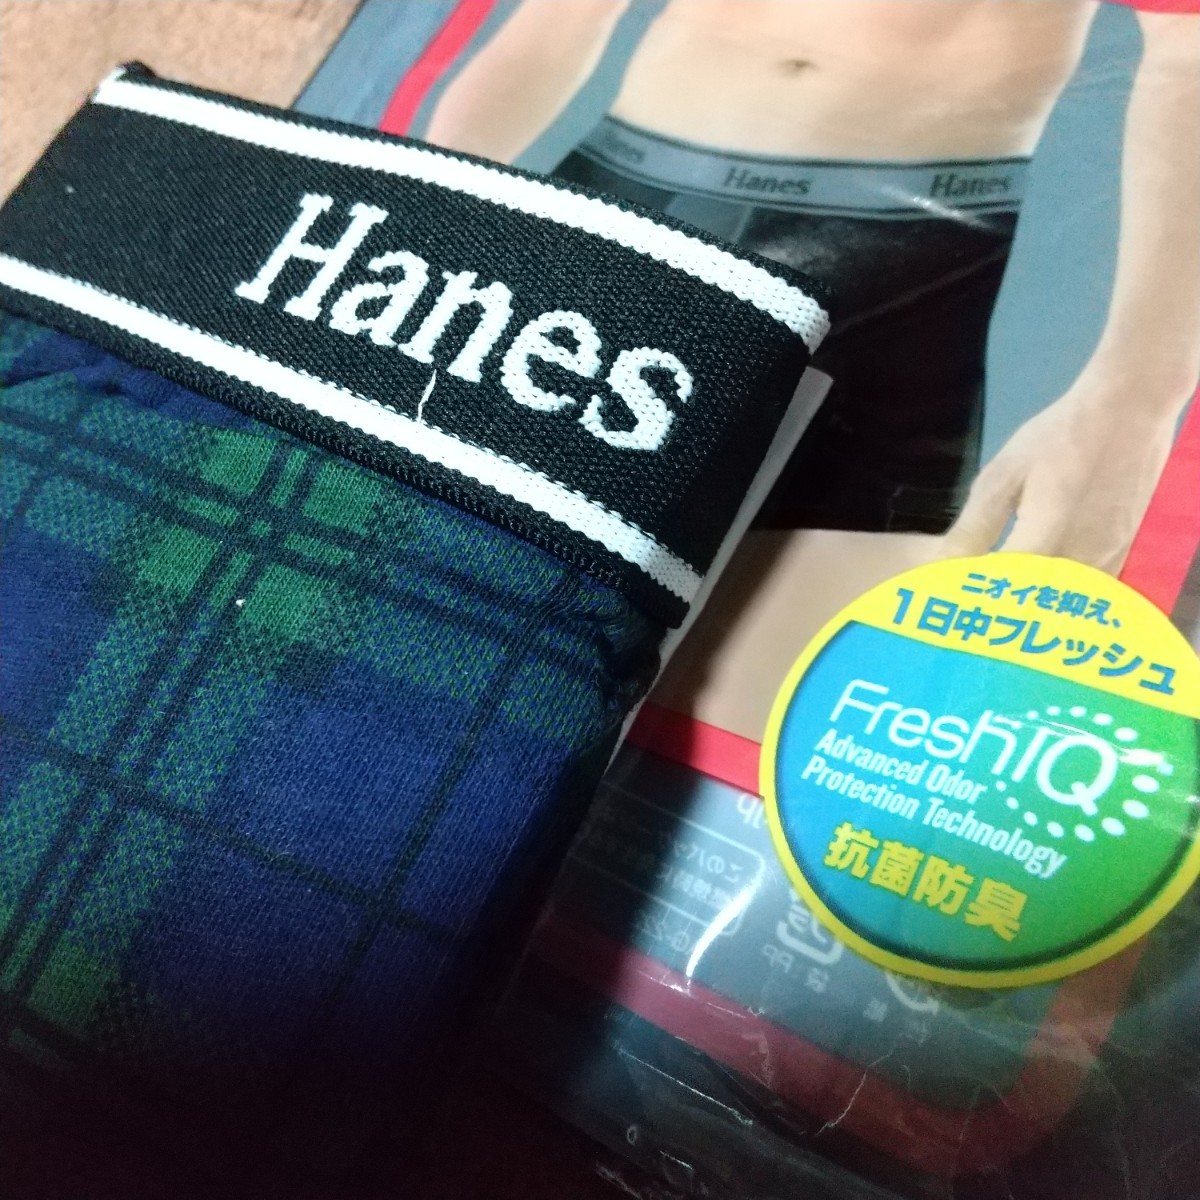 Hanes
Hanes
Hanes
ニオイを抑え、
1日中フレッシュ
FreshIQ
Advanced Odor
Protection Technology
抗菌防臭